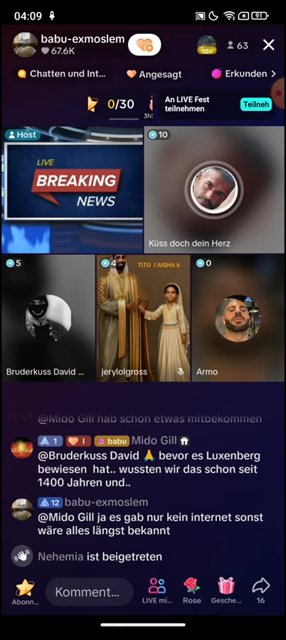 04:09
91
babu-exmoslem
67.6K
10+
63
Chatten und Int...
Angesagt
Erkunden
0/30
An LIVE Fest
teilnehmen
Teilneh
3h
Host
10
LIVE
BREAKING
NEWS
Küss doch dein Herz
5
4
TITO I AISHA 6
0
Bruderkuss David ...
jerylolgross
Armo
@Mido Gill hab schon etwas mitbekommen
1
1
babu
Mido Gill
@Bruderkuss David 🙏 bevor es Luxenberg
bewiesen hat.. wussten wir das schon seit
1400 Jahren und..
12
babu-exmoslem
@Mido Gill ja es gab nur kein internet sonst
wäre alles längst bekannt
Nehemia ist beigetreten
Abonn...
Komment...
LIVE mi...
Rose
Gesche...
16